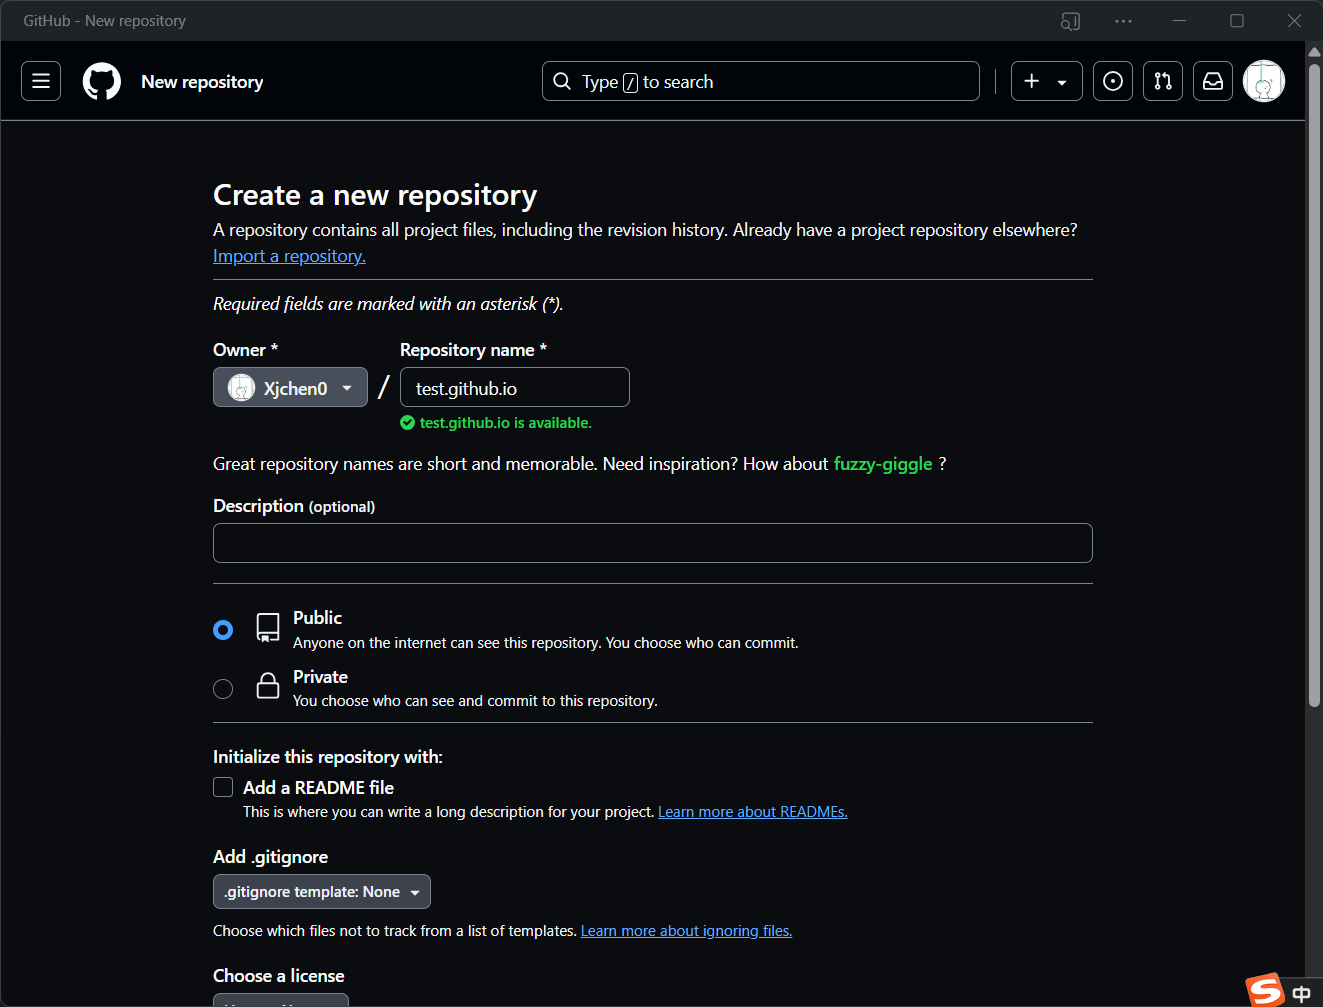 GitHub - New repository
New repository
Type / to search
Create a new repository
A repository contains all project files, including the revision history. Already have a project repository elsewhere?
Import a repository.
Required fields are marked with an asterisk (*).
Owner *
Repository name *
Xjchen0
/
test.github.io
test.github.io is available.
Great repository names are short and memorable. Need inspiration? How about fuzzy-giggle ?
Description (optional)
Public
Anyone on the internet can see this repository. You choose who can commit.
Private
You choose who can see and commit to this repository.
Initialize this repository with:
Add a README file
This is where you can write a long description for your project. Learn more about READMEs.
Add .gitignore
.gitignore template: None
Choose which files not to track from a list of templates. Learn more about ignoring files.
Choose a license
S 中